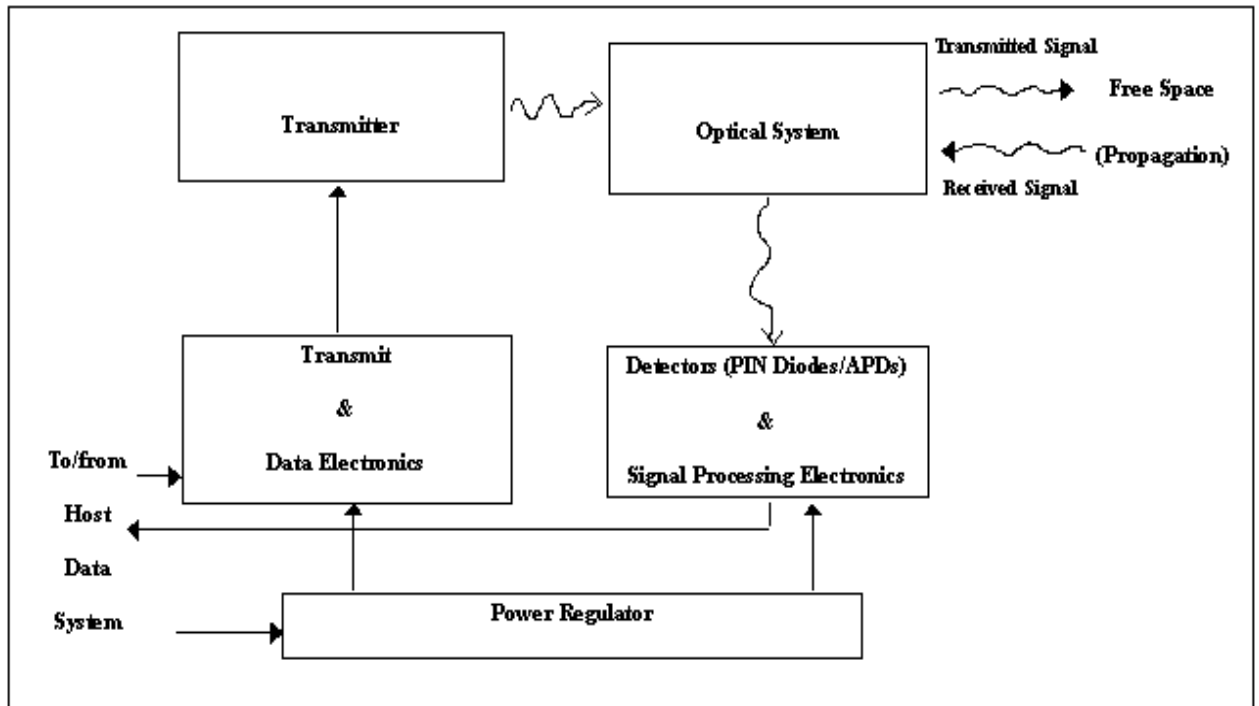 Transmitter
Optical System
Transmitted Signal
Free Space
(Propagation)
Received Signal
Transmit
&
Data Electronics
Detectors (PIN Diodes/APDs)
&
Signal Processing Electronics
To/from
Host
Data
System
Power Regulator